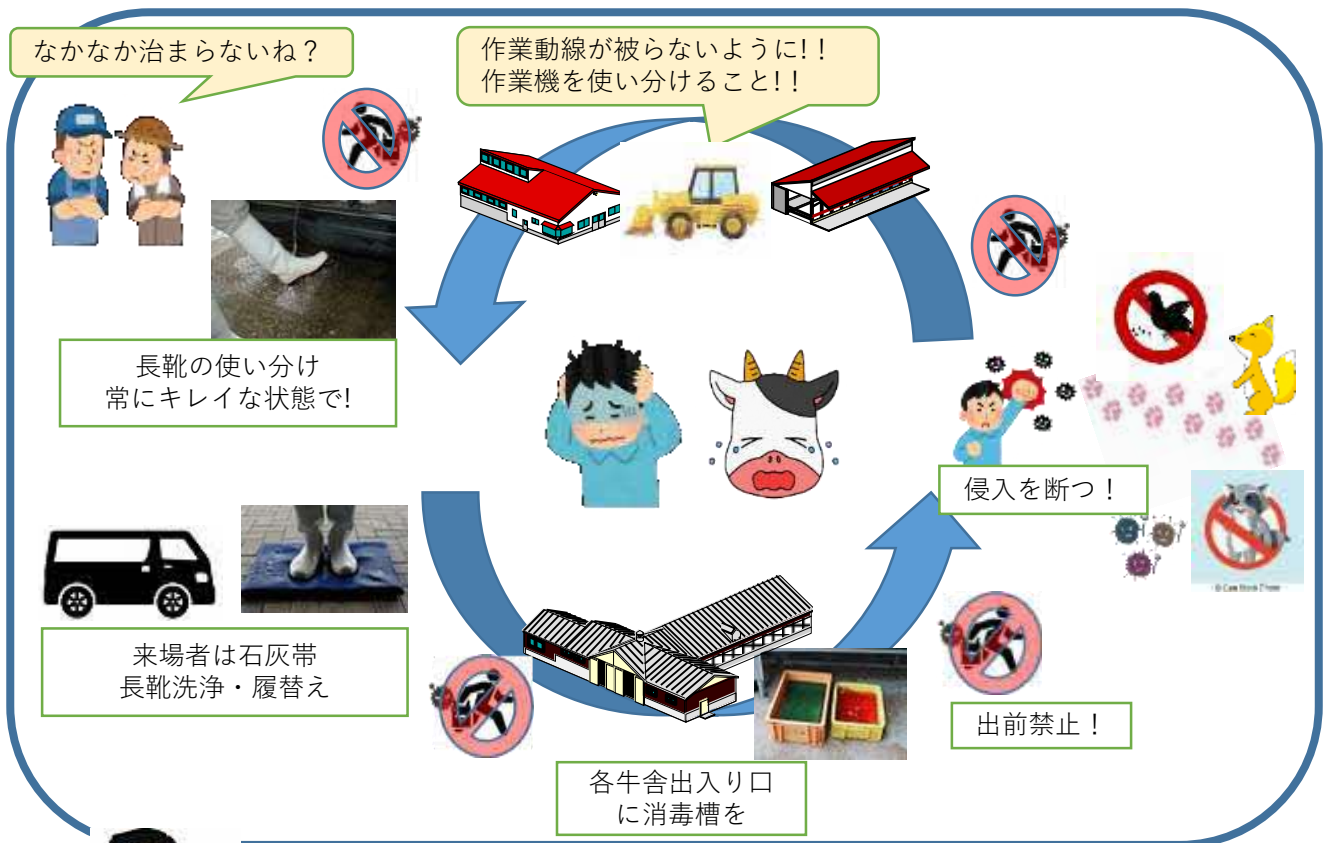 なかなか治まらないね？
作業動線が被らないように!!
作業機を使い分けること!!
長靴の使い分け
常にキレイな状態で!
侵入を断つ！
来場者は石灰帯
長靴洗浄・履替え
出前禁止！
各牛舎出入り口
に消毒槽を